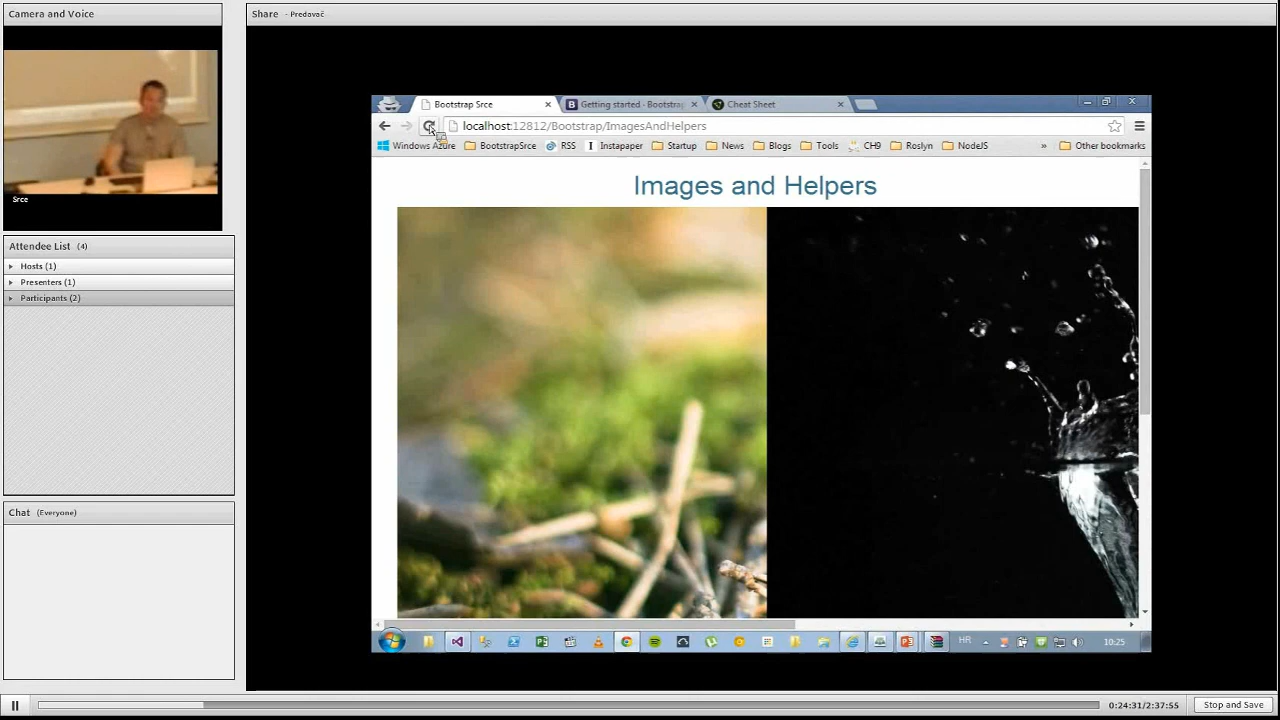 Camera and Voice
Srce
Attendee List (4)
Hosts (1)
Presenters (1)
Participants (2)
Chat (Everyone)
Share - Predavač
Bootstrap Srce
Getting started · Bootstrap
Cheat Sheet
localhost:12812/Bootstrap/ImagesAndHelpers
Windows Azure BootstrapSrce RSS Instapaper Startup News Blogs Tools CH9 Roslyn NodeJS » Other bookmarks
Images and Helpers
HR 10:25
0:24:31/2:37:55 Stop and Save